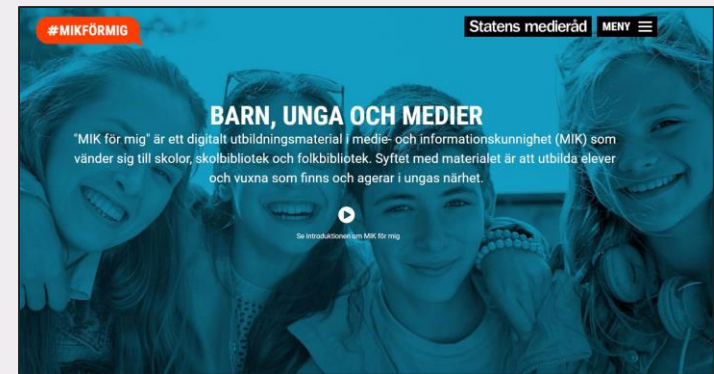 #MIKFÖRMIG
Statens medieråd MENY
BARN, UNGA OCH MEDIER
"MIK för mig" är ett digitalt utbildningsmaterial i medie- och informationskunnighet (MIK) som
vänder sig till skolor, skolbibliotek och folkbibliotek. Syftet med materialet är att utbilda elever
och vuxna som finns och agerar i ungas närhet.
Se introduktionen om MIK för mig